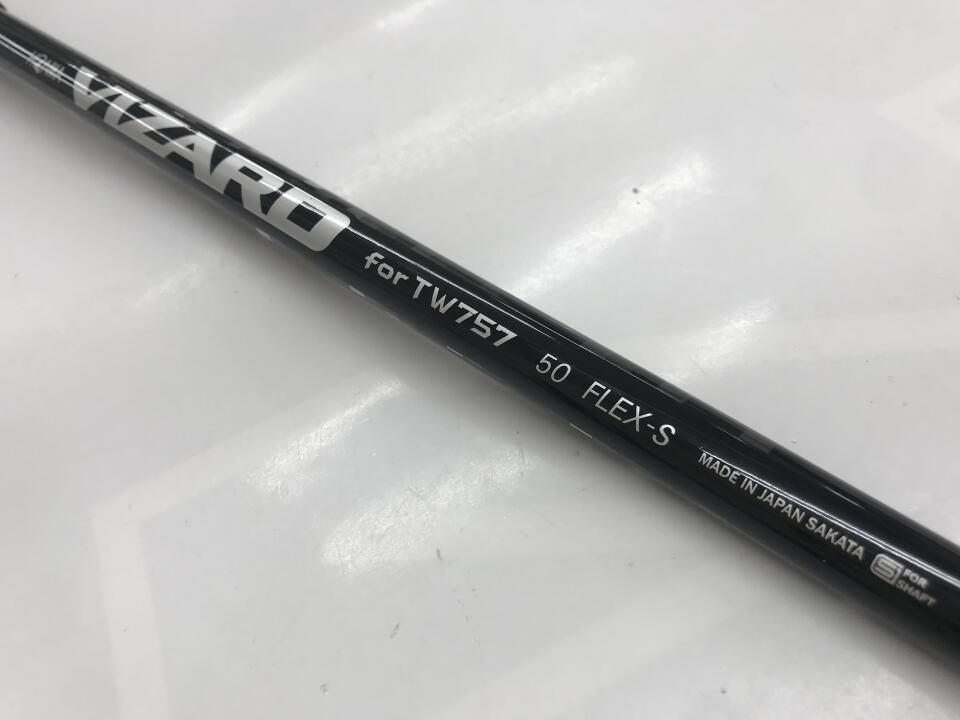 VIZARD for TW757 50 FLEX-S MADE IN JAPAN SAKATA S FOR
SHAFT